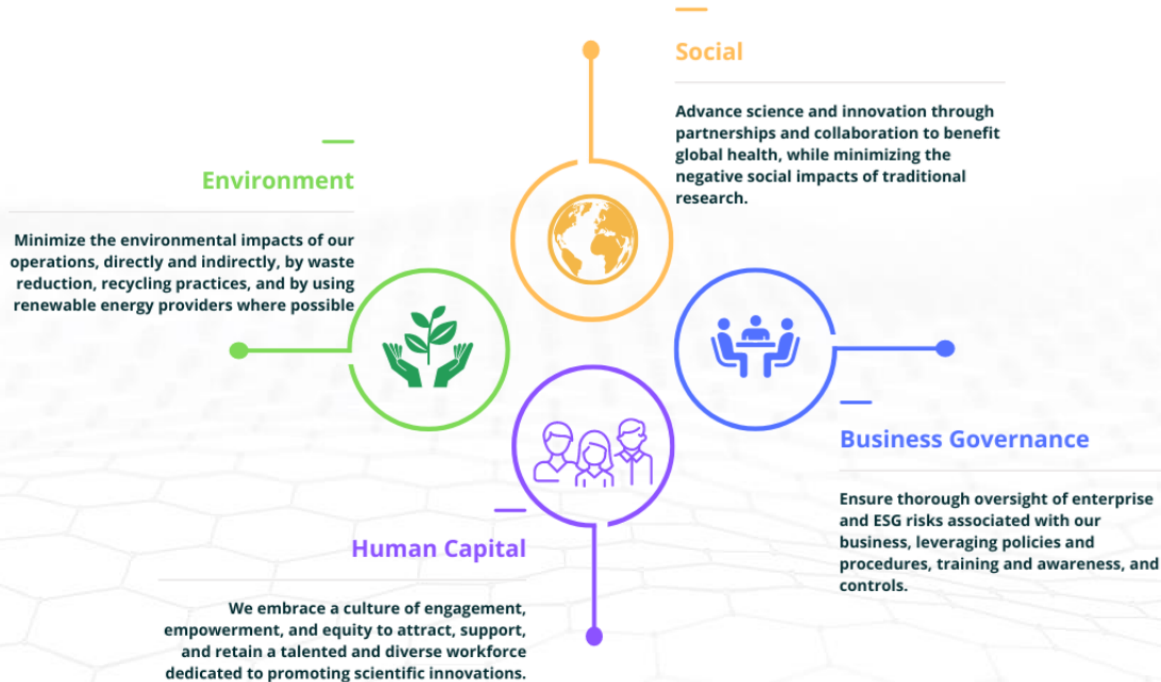 Social
Advance science and innovation through
partnerships and collaboration to benefit
global health, while minimizing the
negative social impacts of traditional
research.
Environment
Minimize the environmental impacts of our
operations, directly and indirectly, by waste
reduction, recycling practices, and by using
renewable energy providers where possible
Business Governance
Ensure thorough oversight of enterprise
and ESG risks associated with our
business, leveraging policies and
procedures, training and awareness, and
controls.
Human Capital
We embrace a culture of engagement,
empowerment, and equity to attract, support,
and retain a talented and diverse workforce
dedicated to promoting scientific innovations.